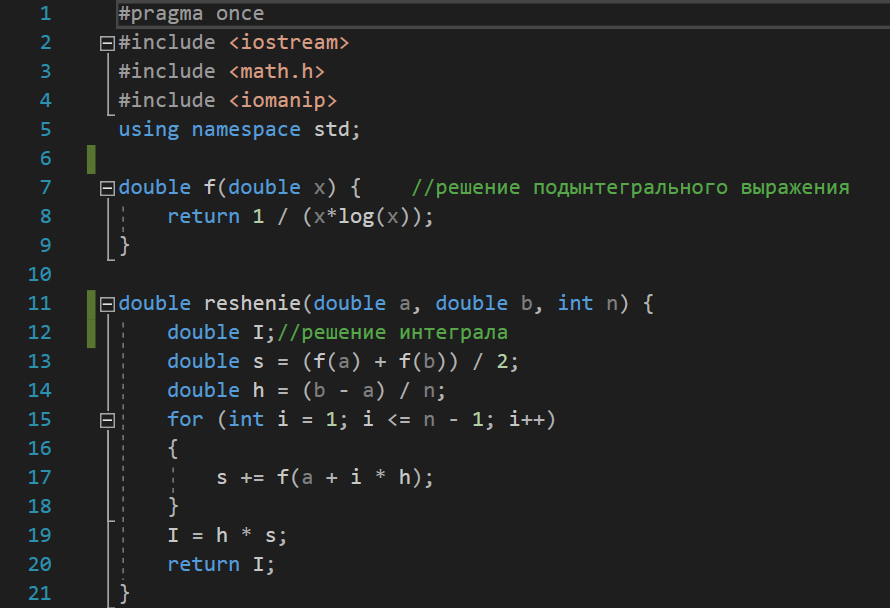 1 #pragma once
2 #include <iostream>
3 #include <math.h>
4 #include <iomanip>
5 using namespace std;
6
7 double f(double x) {    //решение подынтегрального выражения
8     return 1 / (x*log(x));
9 }
10
11 double reshenie(double a, double b, int n) {
12     double I;//решение интеграла
13     double s = (f(a) + f(b)) / 2;
14     double h = (b - a) / n;
15     for (int i = 1; i <= n - 1; i++)
16     {
17         s += f(a + i * h);
18     }
19     I = h * s;
20     return I;
21 }